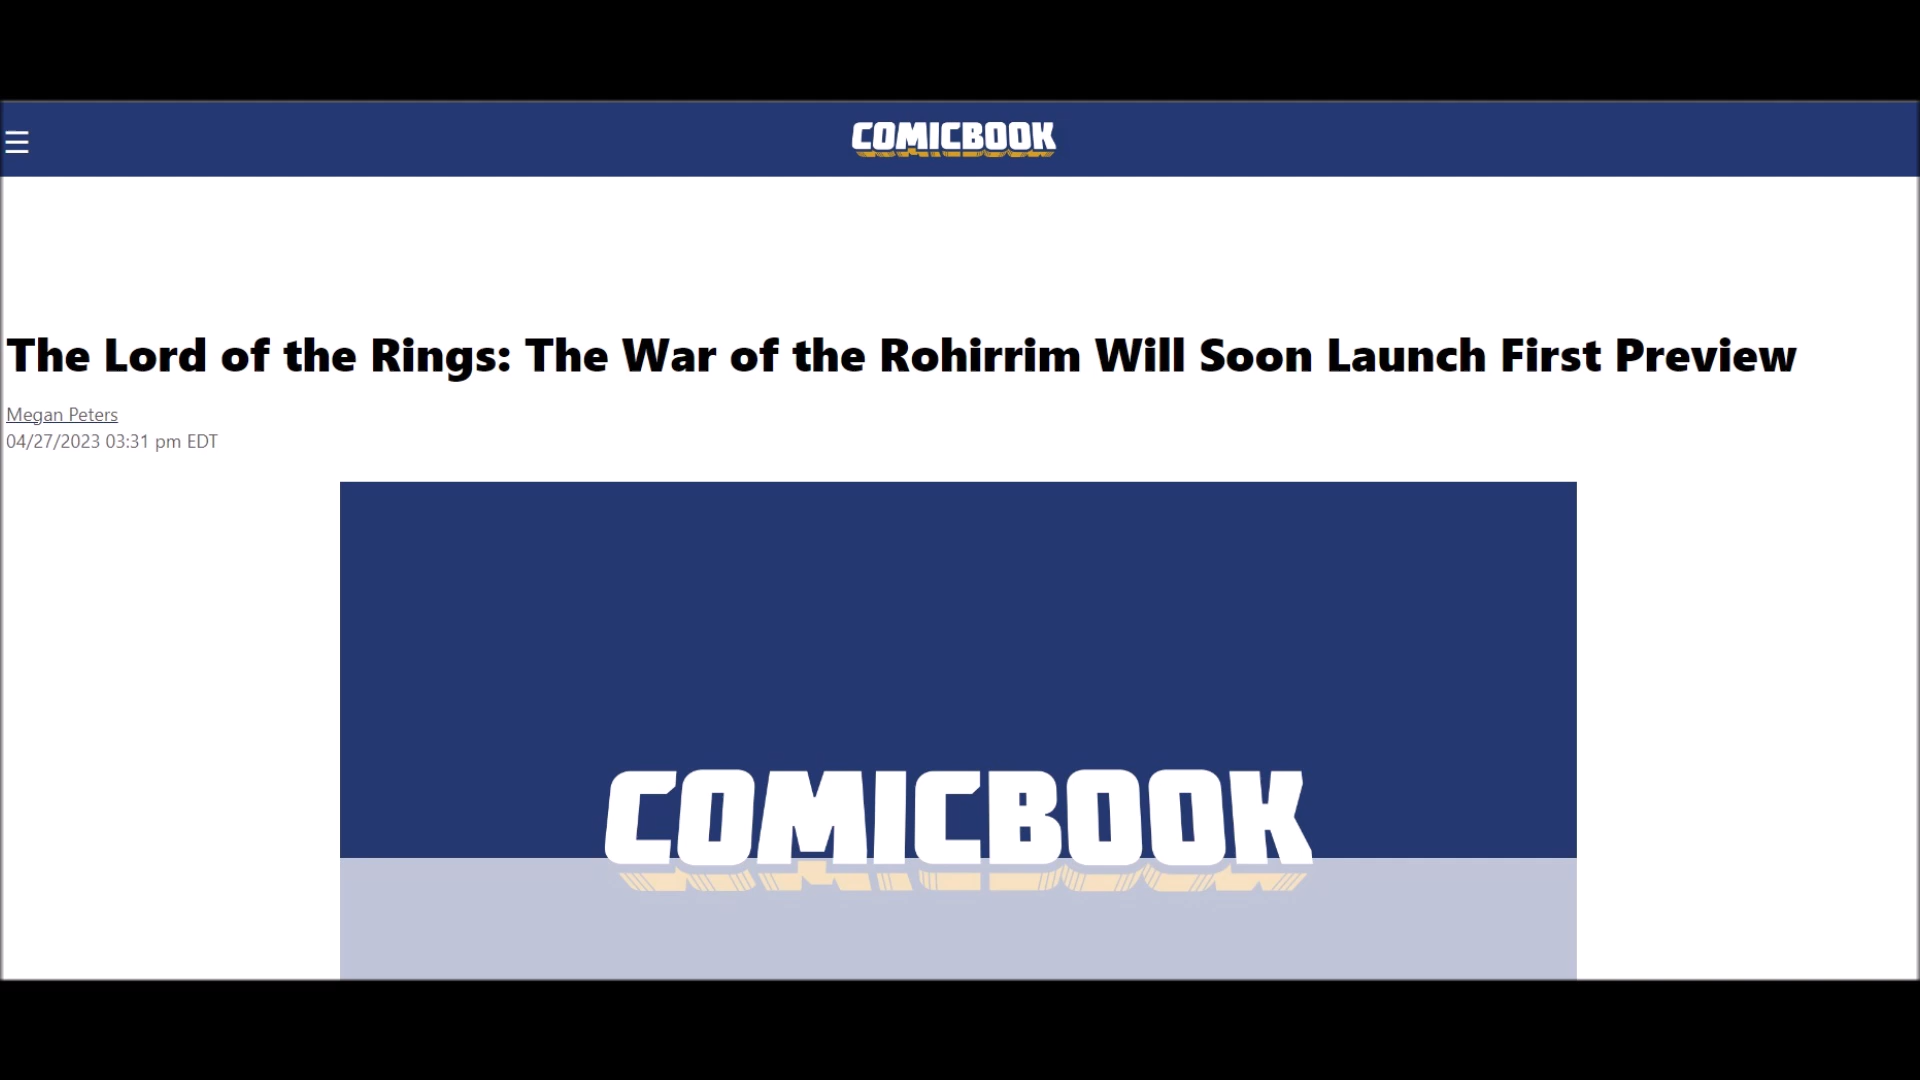 COMICBOOK
The Lord of the Rings: The War of the Rohirrim Will Soon Launch First Preview
Megan Peters
04/27/2023 03:31 pm EDT
COMICBOOK